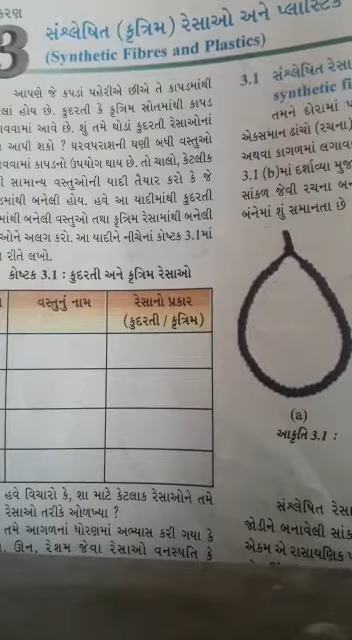 કરણ
3
સંશ્લેષિત (કૃત્રિમ) રેસાઓ અને પ્લાસ્ટિક
(Synthetic Fibres and Plastics)
આપણે જે કપડાં પહેરીએ છીએ તે કાપડમાંથી
હોય છે. કુદરતી કે કૃત્રિમ સ્રોતમાંથી કાપડ
આવે છે. શું તમે થોડાં કુદરતી રેસાઓનાં
આપી શકો ? ઘરવપરાશની ઘણી બધી વસ્તુઓ
કાપડનો ઉપયોગ થાય છે. તો ચાલો, કેટલીક
સામાન્ય વસ્તુઓની યાદી તૈયાર કરો કે જે
બનેલી હોય. હવે આ યાદીમાંથી કુદરતી
બનેલી વસ્તુઓ તથા કૃત્રિમ રેસામાંથી બનેલી
અલગ કરો. આ યાદીને નીચેનાં કોષ્ટક 3.1માં
રીતે લખો.
કોષ્ટક 3.1 : કુદરતી અને કૃત્રિમ રેસાઓ
વસ્તુનું નામ
રેસાનો પ્રકાર
(કુદરતી / કૃત્રિમ)
હવે વિચારો કે, શા માટે કેટલાક રેસાઓને તમે
રેસાઓ તરીકે ઓળખ્યા ?
તમે આગળનાં ધોરણમાં અભ્યાસ કરી ગયા કે
ઊન, રેશમ જેવા રેસાઓ વનસ્પતિ કે
3.1 સંશ્લેષિત રેસા
synthetic fi
તમને દોરામાં
એકસમાન ઢાંચો (રચના)
અથવા કાગળમાં
3.1 (b)માં દર્શાવ્યા
સાંકળ જેવી રચના
બંનેમાં શું સમાનતા છે
(a)
આકૃતિ 3.1 :
સંશ્લેષિત
જોડીને બનાવેલી
એકમ એ રાસાયણિક